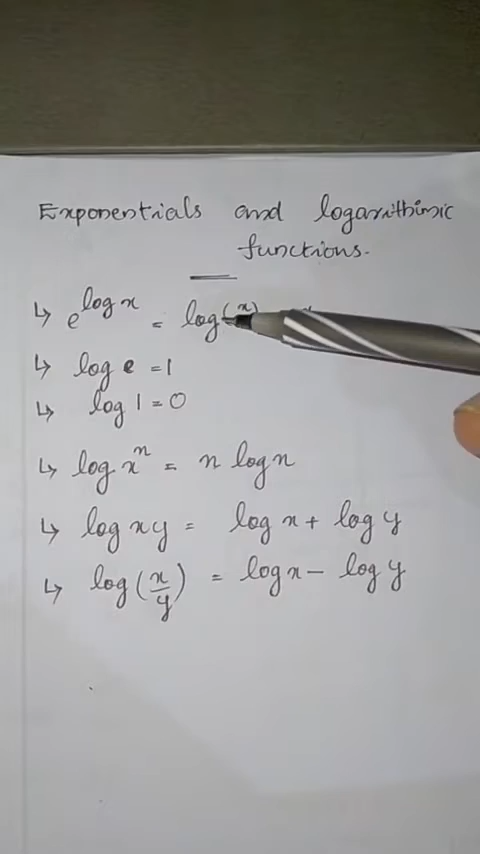 Exponentials and logarithimic
functions.
↳ e^log x = log(x)
↳ log e = 1
↳ log 1 = 0
↳ log x^n = n log x
↳ log xy = log x + log y
↳ log(x/y) = log x - log y